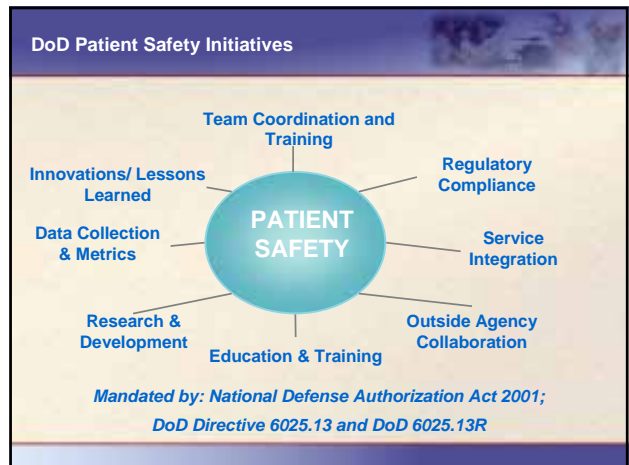 DoD Patient Safety Initiatives
Team Coordination and
Training
Innovations/ Lessons
Learned
Regulatory
Compliance
PATIENT
SAFETY
Data Collection
& Metrics
Service
Integration
Research &
Development
Outside Agency
Collaboration
Education & Training
Mandated by: National Defense Authorization Act 2001;
DoD Directive 6025.13 and DoD 6025.13R